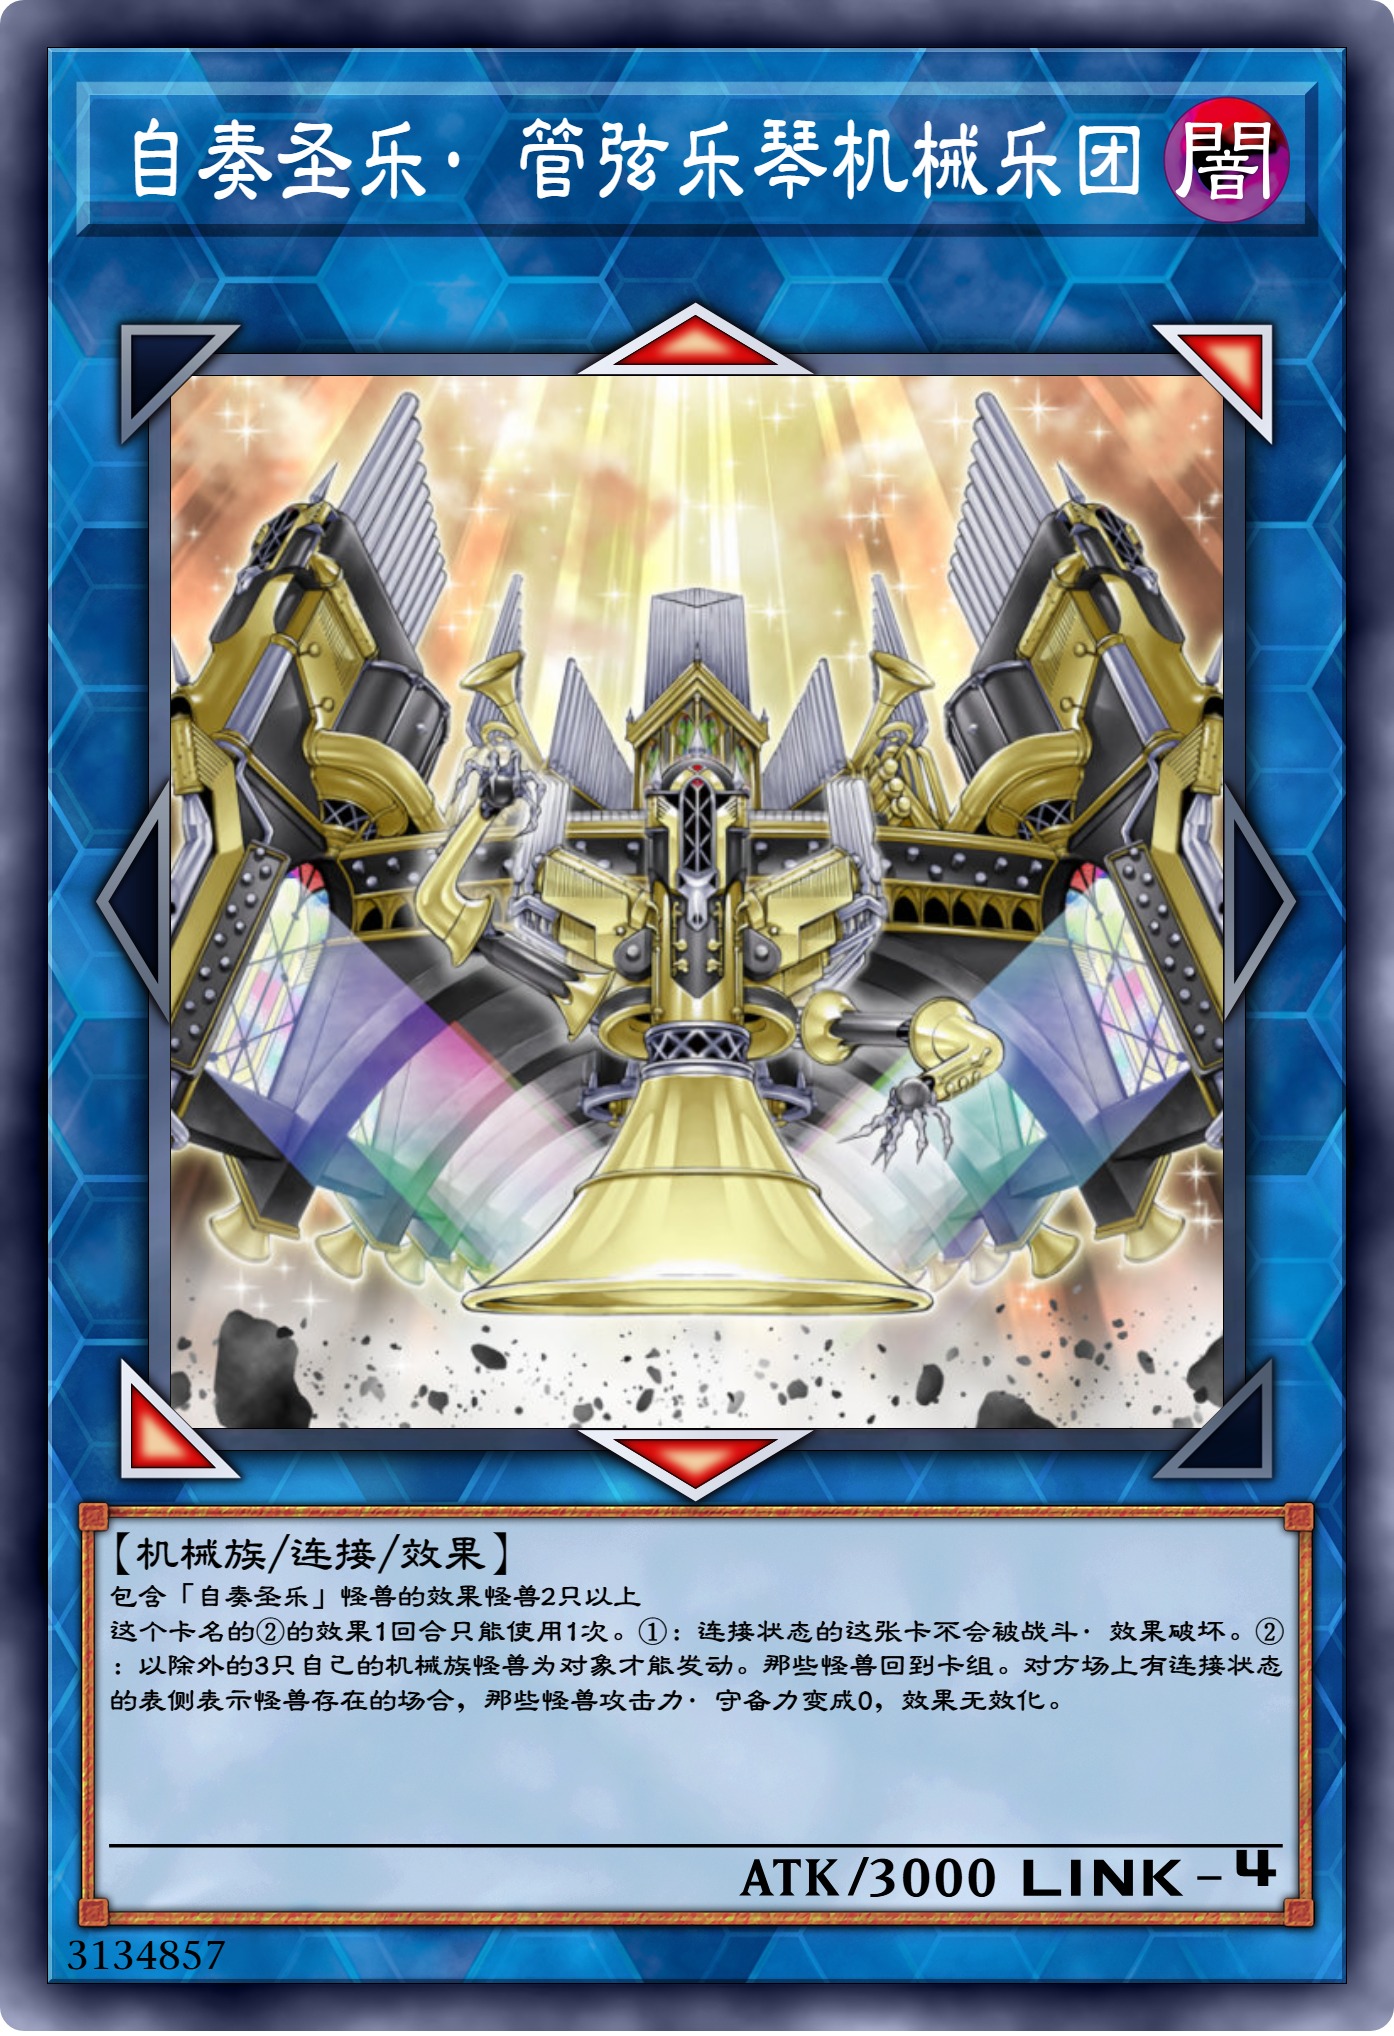 自奏圣乐·管弦乐琴机械乐团 闇
【机械族/连接/效果】
包含「自奏圣乐」怪兽的效果怪兽2只以上
这个卡名的②的效果1回合只能使用1次。①：连接状态的这张卡不会被战斗·效果破坏。②
：以除外的3只自己的机械族怪兽为对象才能发动。那些怪兽回到卡组。对方场上有连接状态
的表侧表示怪兽存在的场合，那些怪兽攻击力·守备力变成0，效果无效化。
ATK/3000 LINK-4
3134857